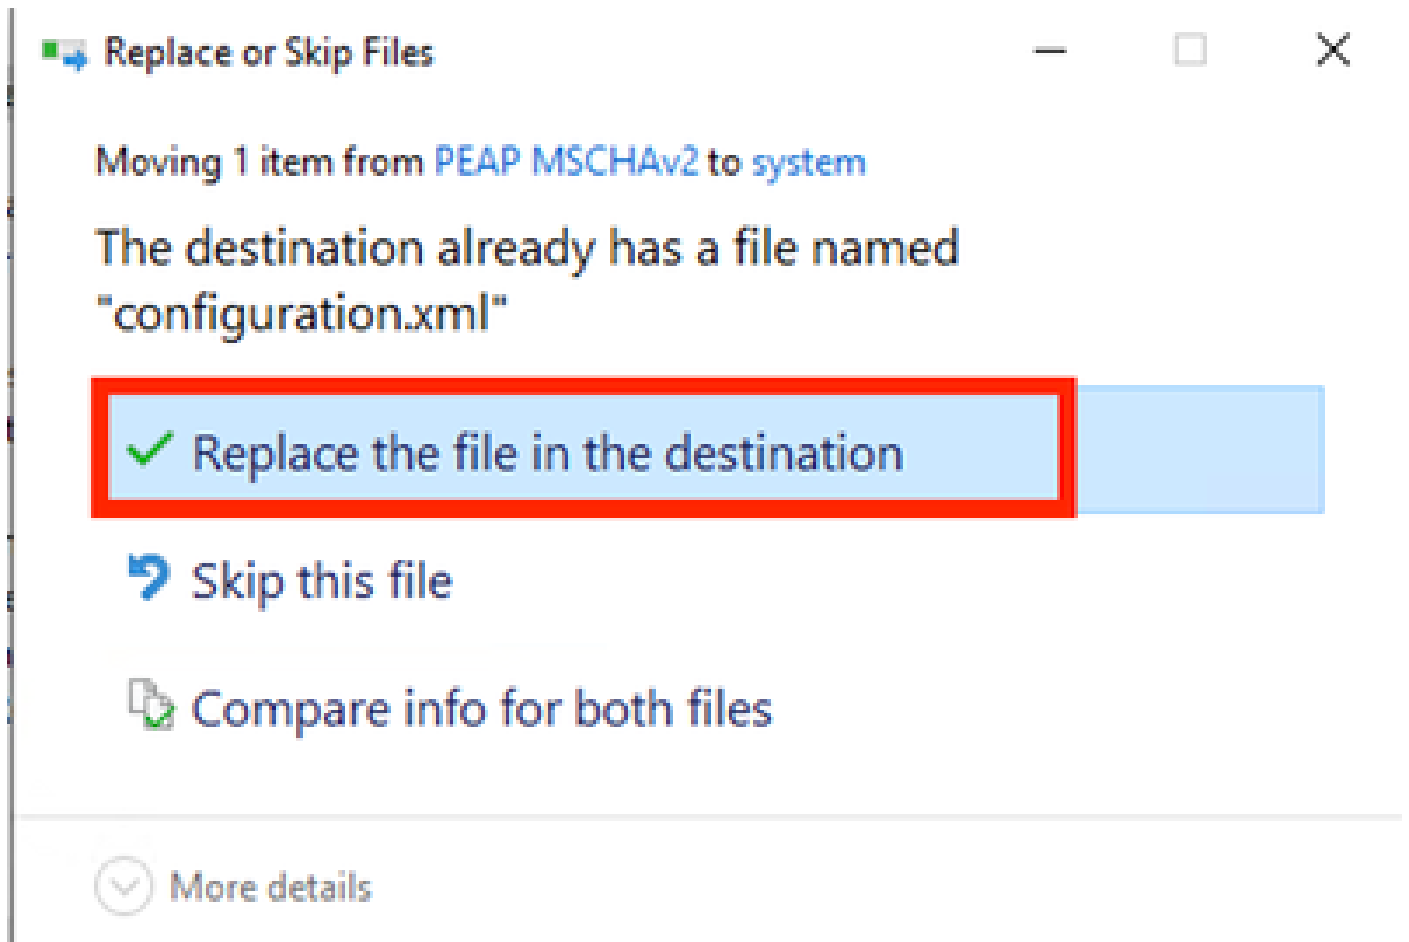 Replace or Skip Files
Moving 1 item from PEAP MSCHAv2 to system
The destination already has a file named
"configuration.xml"
Replace the file in the destination
Skip this file
Compare info for both files
More details